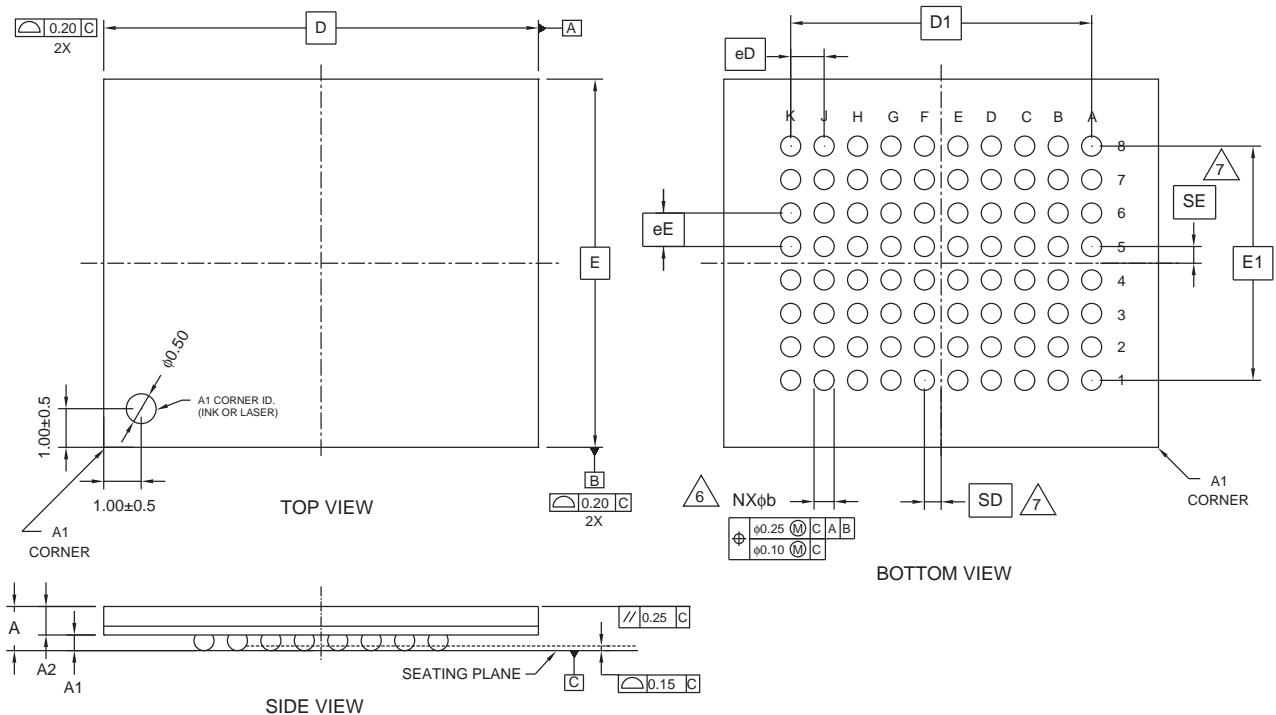 ⌓ 0.20 C
2X
D
A
E
φ0.50
A1 CORNER ID.
(INK OR LASER)
1.00±0.5
1.00±0.5
B
⌓ 0.20 C
2X
TOP VIEW
A1
CORNER
D1
eD
K J H G F E D C B A
8
7
6
5
4
3
2
1
7
SE
eE
E1
6
NXφb
⌖ φ0.25 Ⓜ C A B
φ0.10 Ⓜ C
SD
7
A1
CORNER
BOTTOM VIEW
A
A2
A1
// 0.25 C
SEATING PLANE
C
⌓ 0.15 C
SIDE VIEW